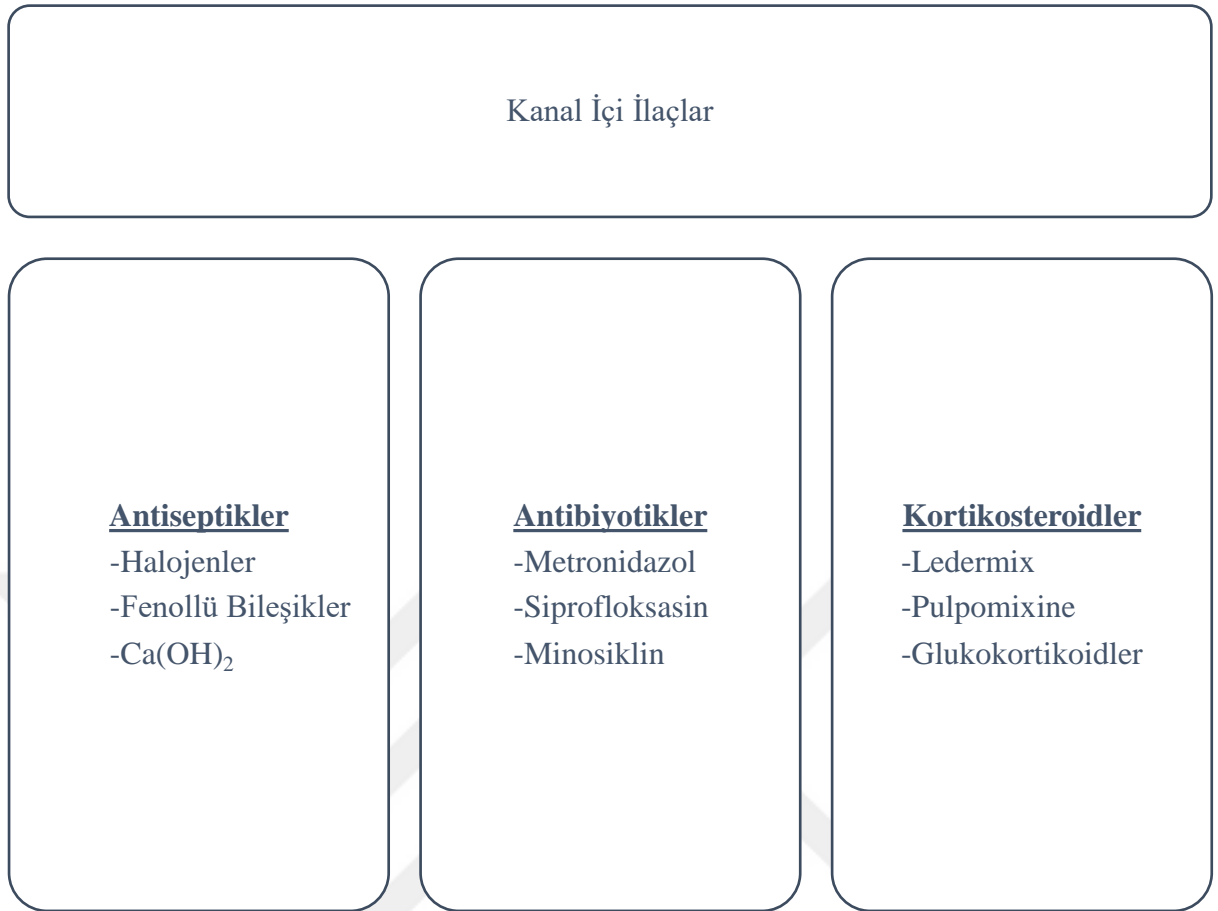 Kanal İçi İlaçlar
Antiseptikler
-Halojenler
-Fenollü Bileşikler
-Ca(OH)₂
Antibiyotikler
-Metronidazol
-Siprofloksasin
-Minosiklin
Kortikosteroidler
-Ledermix
-Pulpomixine
-Glukokortikoidler